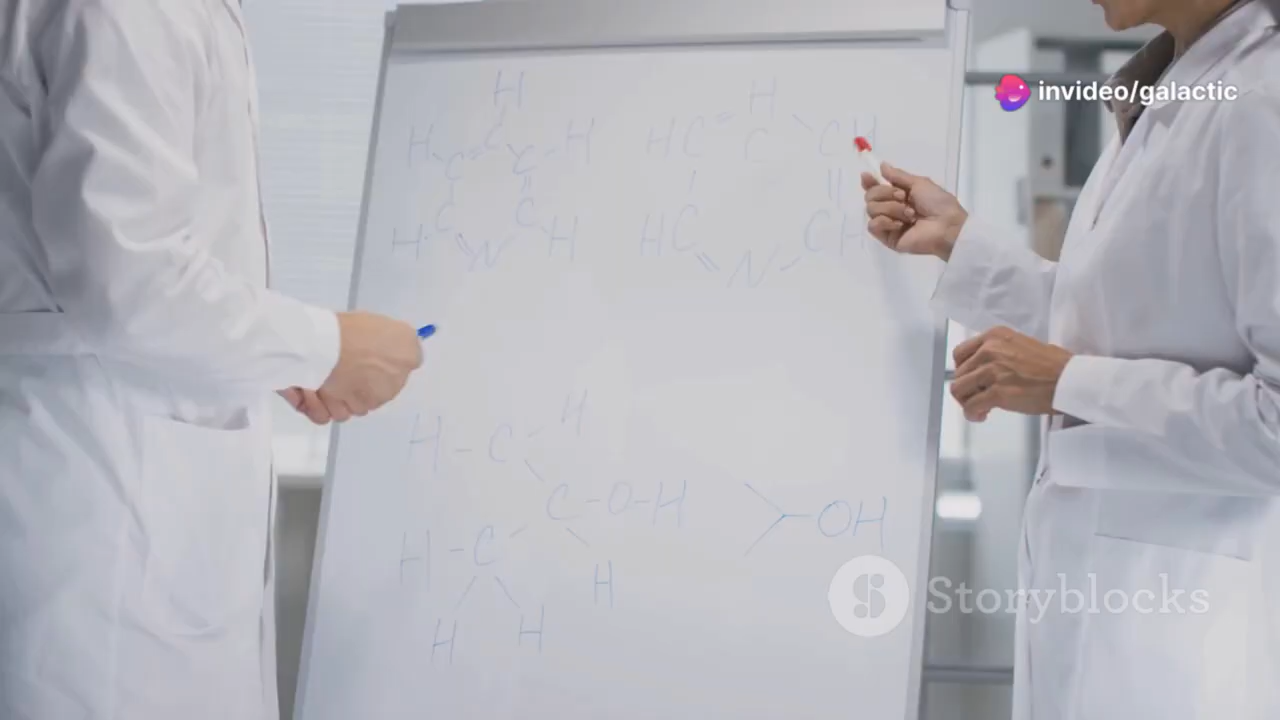 invideo/galactic
H
H C C H
HC C H CH
C C
H C N C H
HC N CH
H - C - H
C - O - H
OH
H - C
H
H H
Storyblocks